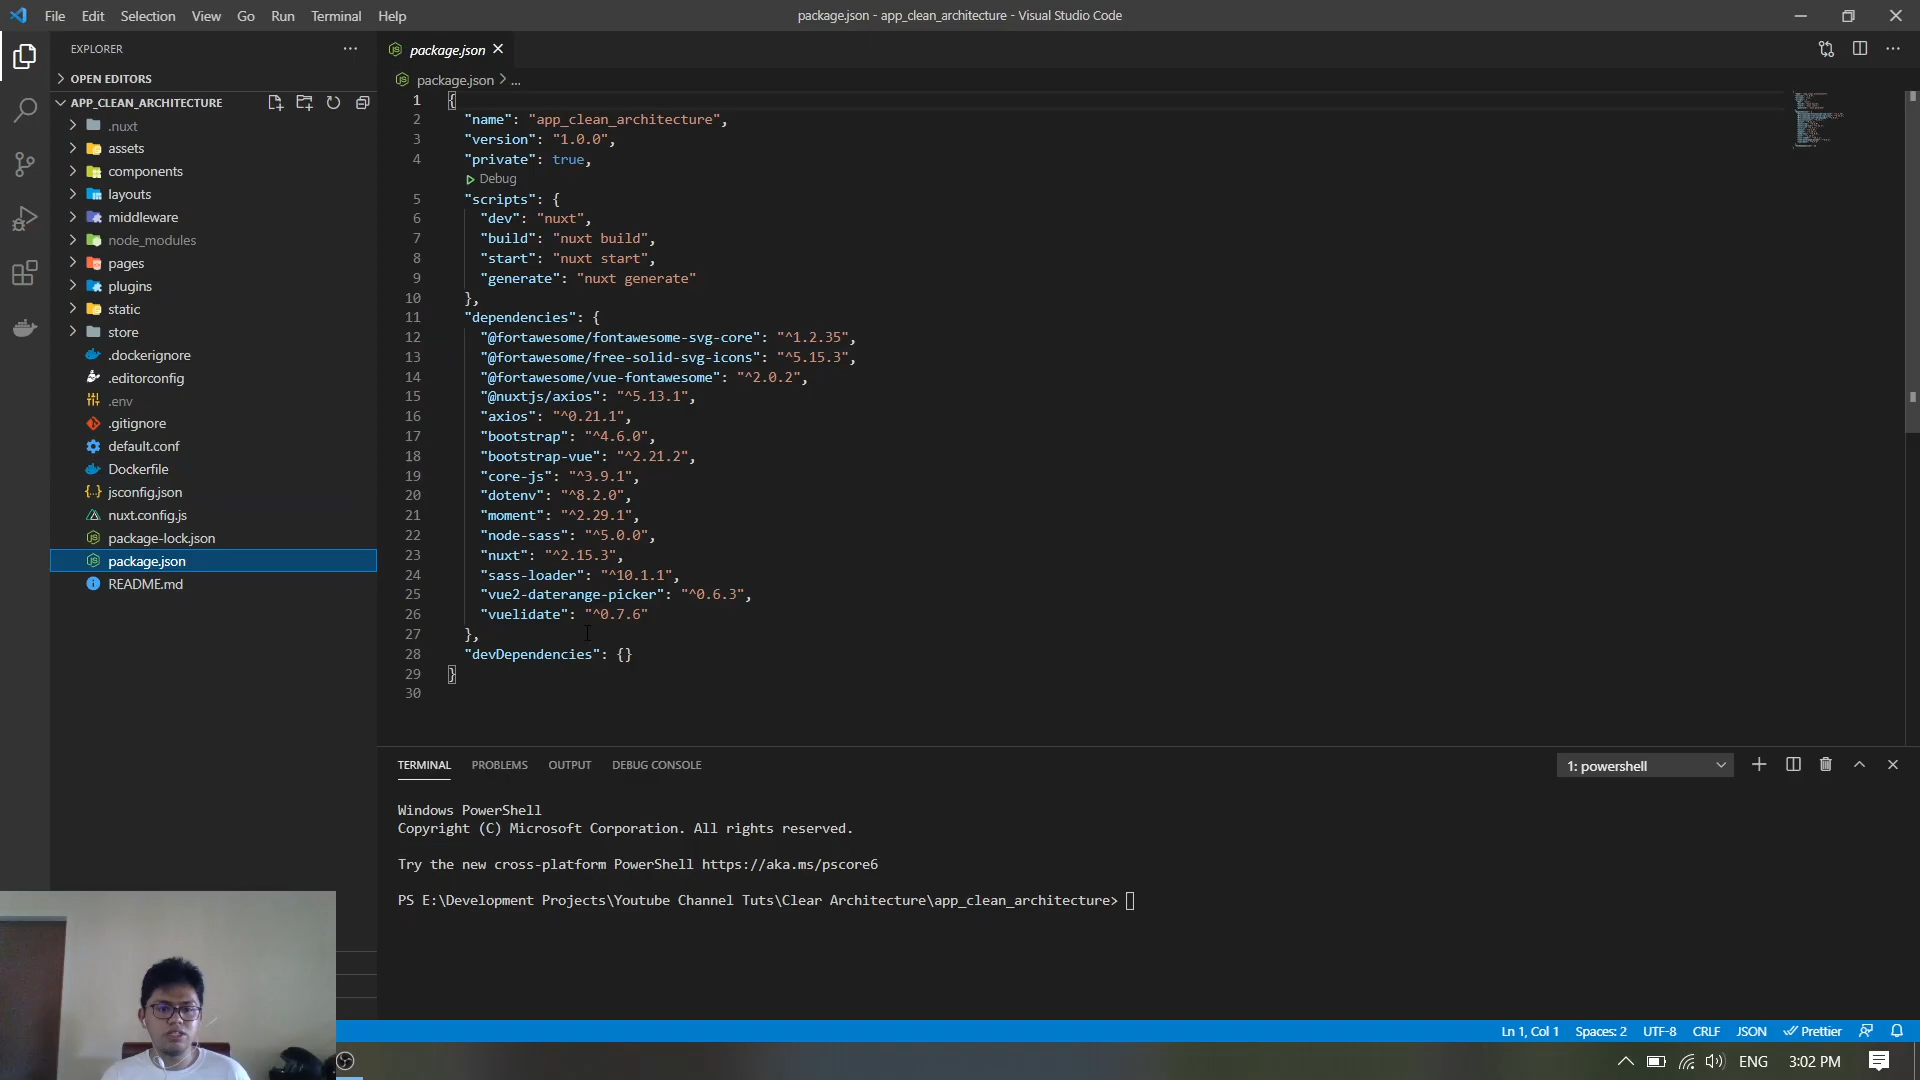 File Edit Selection View Go Run Terminal Help
package.json - app_clean_architecture - Visual Studio Code
EXPLORER
OPEN EDITORS
APP_CLEAN_ARCHITECTURE
.nuxt
assets
components
layouts
middleware
node_modules
pages
plugins
static
store
.dockerignore
.editorconfig
.env
.gitignore
default.conf
Dockerfile
jsconfig.json
nuxt.config.js
package-lock.json
package.json
README.md
package.json
package.json > ...
1 {
2 "name": "app_clean_architecture",
3 "version": "1.0.0",
4 "private": true,
Debug
5 "scripts": {
6 "dev": "nuxt",
7 "build": "nuxt build",
8 "start": "nuxt start",
9 "generate": "nuxt generate"
10 },
11 "dependencies": {
12 "@fortawesome/fontawesome-svg-core": "^1.2.35",
13 "@fortawesome/free-solid-svg-icons": "^5.15.3",
14 "@fortawesome/vue-fontawesome": "^2.0.2",
15 "@nuxtjs/axios": "^5.13.1",
16 "axios": "^0.21.1",
17 "bootstrap": "^4.6.0",
18 "bootstrap-vue": "^2.21.2",
19 "core-js": "^3.9.1",
20 "dotenv": "^8.2.0",
21 "moment": "^2.29.1",
22 "node-sass": "^5.0.0",
23 "nuxt": "^2.15.3",
24 "sass-loader": "^10.1.1",
25 "vue2-daterange-picker": "^0.6.3",
26 "vuelidate": "^0.7.6"
27 },
28 "devDependencies": {}
29 }
30
TERMINAL PROBLEMS OUTPUT DEBUG CONSOLE
1: powershell
Windows PowerShell
Copyright (C) Microsoft Corporation. All rights reserved.
Try the new cross-platform PowerShell https://aka.ms/pscore6
PS E:\Development Projects\Youtube Channel Tuts\Clear Architecture\app_clean_architecture>
Ln 1, Col 1 Spaces: 2 UTF-8 CRLF JSON Prettier
ENG 3:02 PM